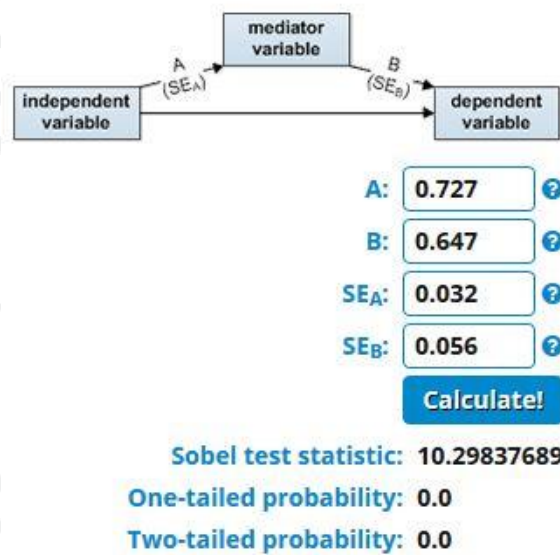 mediator
variable
A
(SEA)
B
(SEB)
independent
variable
dependent
variable
A: 0.727 ?
B: 0.647 ?
SEA: 0.032 ?
SEB: 0.056 ?
Calculate!
Sobel test statistic: 10.29837689
One-tailed probability: 0.0
Two-tailed probability: 0.0